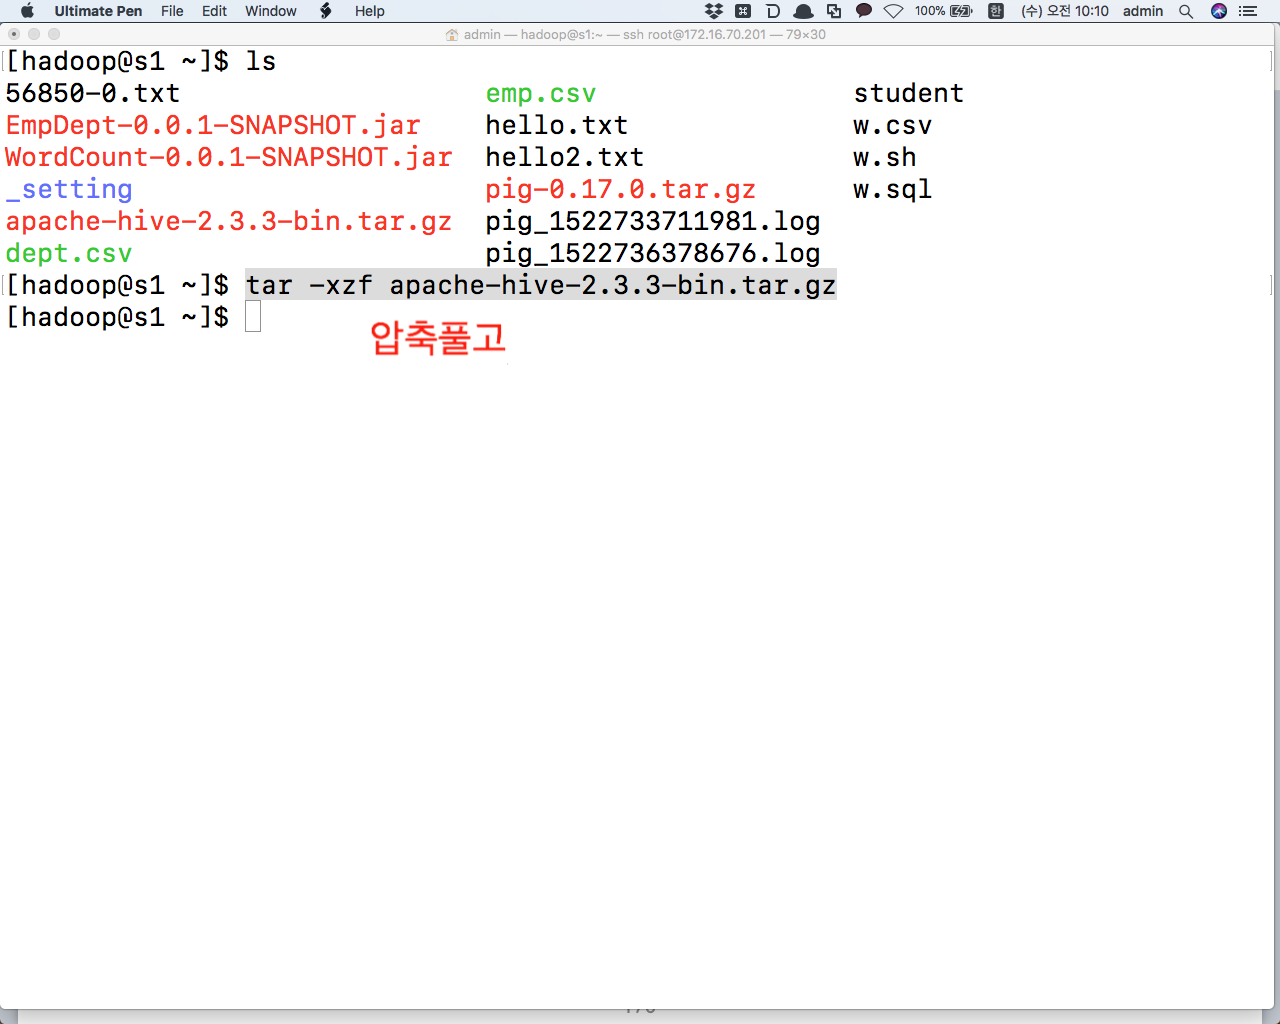 Ultimate Pen File Edit Window Help 100% 한 (수) 오전 10:10 admin
admin — hadoop@s1:~ — ssh root@172.16.70.201 — 79×30
[hadoop@s1 ~]$ ls
56850-0.txt emp.csv student
EmpDept-0.0.1-SNAPSHOT.jar hello.txt w.csv
WordCount-0.0.1-SNAPSHOT.jar hello2.txt w.sh
_setting pig-0.17.0.tar.gz w.sql
apache-hive-2.3.3-bin.tar.gz pig_1522733711981.log
dept.csv pig_1522736378676.log
[hadoop@s1 ~]$ tar -xzf apache-hive-2.3.3-bin.tar.gz
[hadoop@s1 ~]$
압축풀고